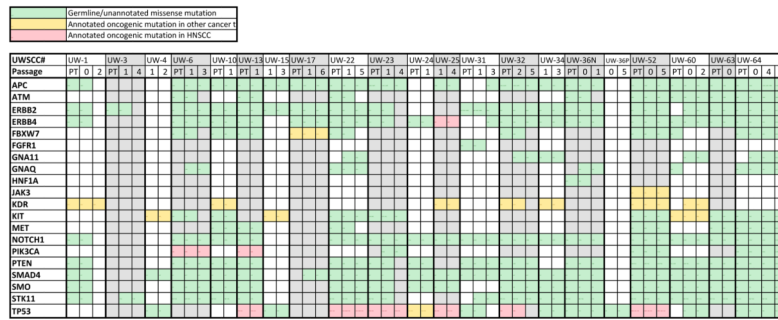 Germline/unannotated missense mutation
Annotated oncogenic mutation in other cancer t
Annotated oncogenic mutation in HNSCC
UWSCC# UW-1 UW-3 UW-4 UW-6 UW-10 UW-13 UW-15 UW-17 UW-22 UW-23 UW-24 UW-25 UW-31 UW-32 UW-34 UW-36N UW-36P UW-52 UW-60 UW-63 UW-64
Passage PT 0 2 PT 1 4 1 2 PT 1 3 PT 1 PT 1 1 3 PT 1 6 PT 1 5 PT 1 4 PT 1 PT 4 PT 1 3 PT 2 5 1 3 PT 0 1 0 5 PT 0 5 PT 0 2 PT 3 PT 0 4
APC
ATM
ERBB2
ERBB4
FBXW7
FGFR1
GNA11
GNAQ
HNF1A
JAK3
KDR
KIT
MET
NOTCH1
PIK3CA
PTEN
SMAD4
SMO
STK11
TP53